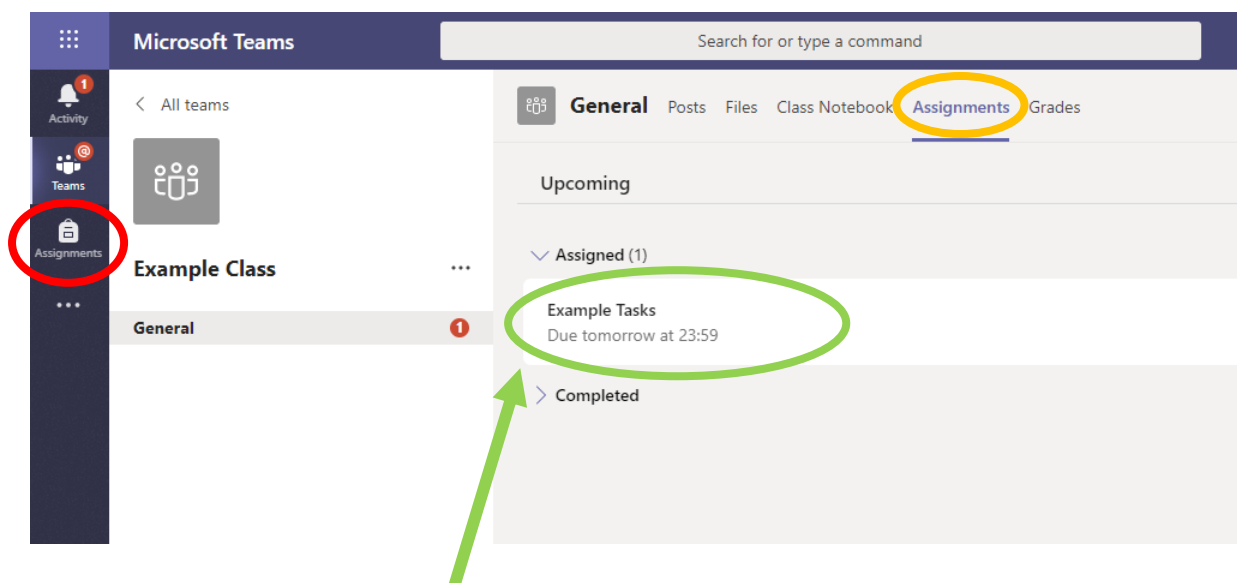 Microsoft Teams
Search for or type a command
1
Activity
@
Teams
Assignments
< All teams
Example Class
General 1
General Posts Files Class Notebook Assignments Grades
Upcoming
Assigned (1)
Example Tasks
Due tomorrow at 23:59
Completed